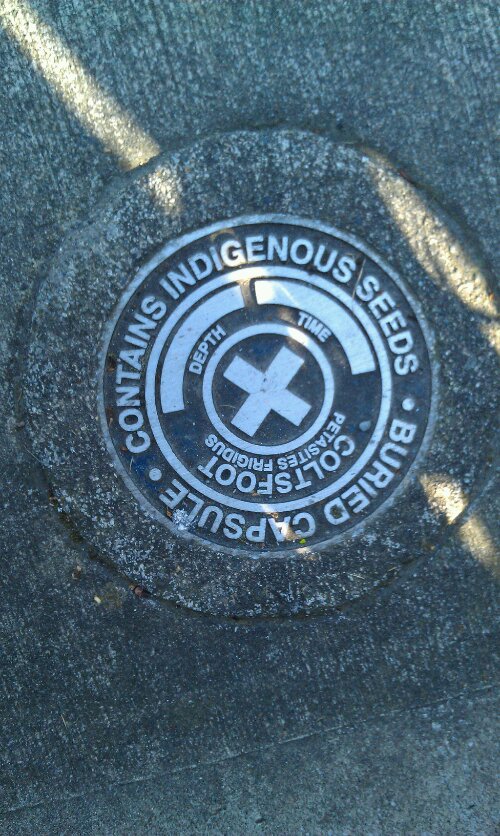 CONTAINS INDIGENOUS SEEDS • BURIED CAPSULE •
DEPTH
TIME
COLTSFOOT
PETASITES FRIGIDUS